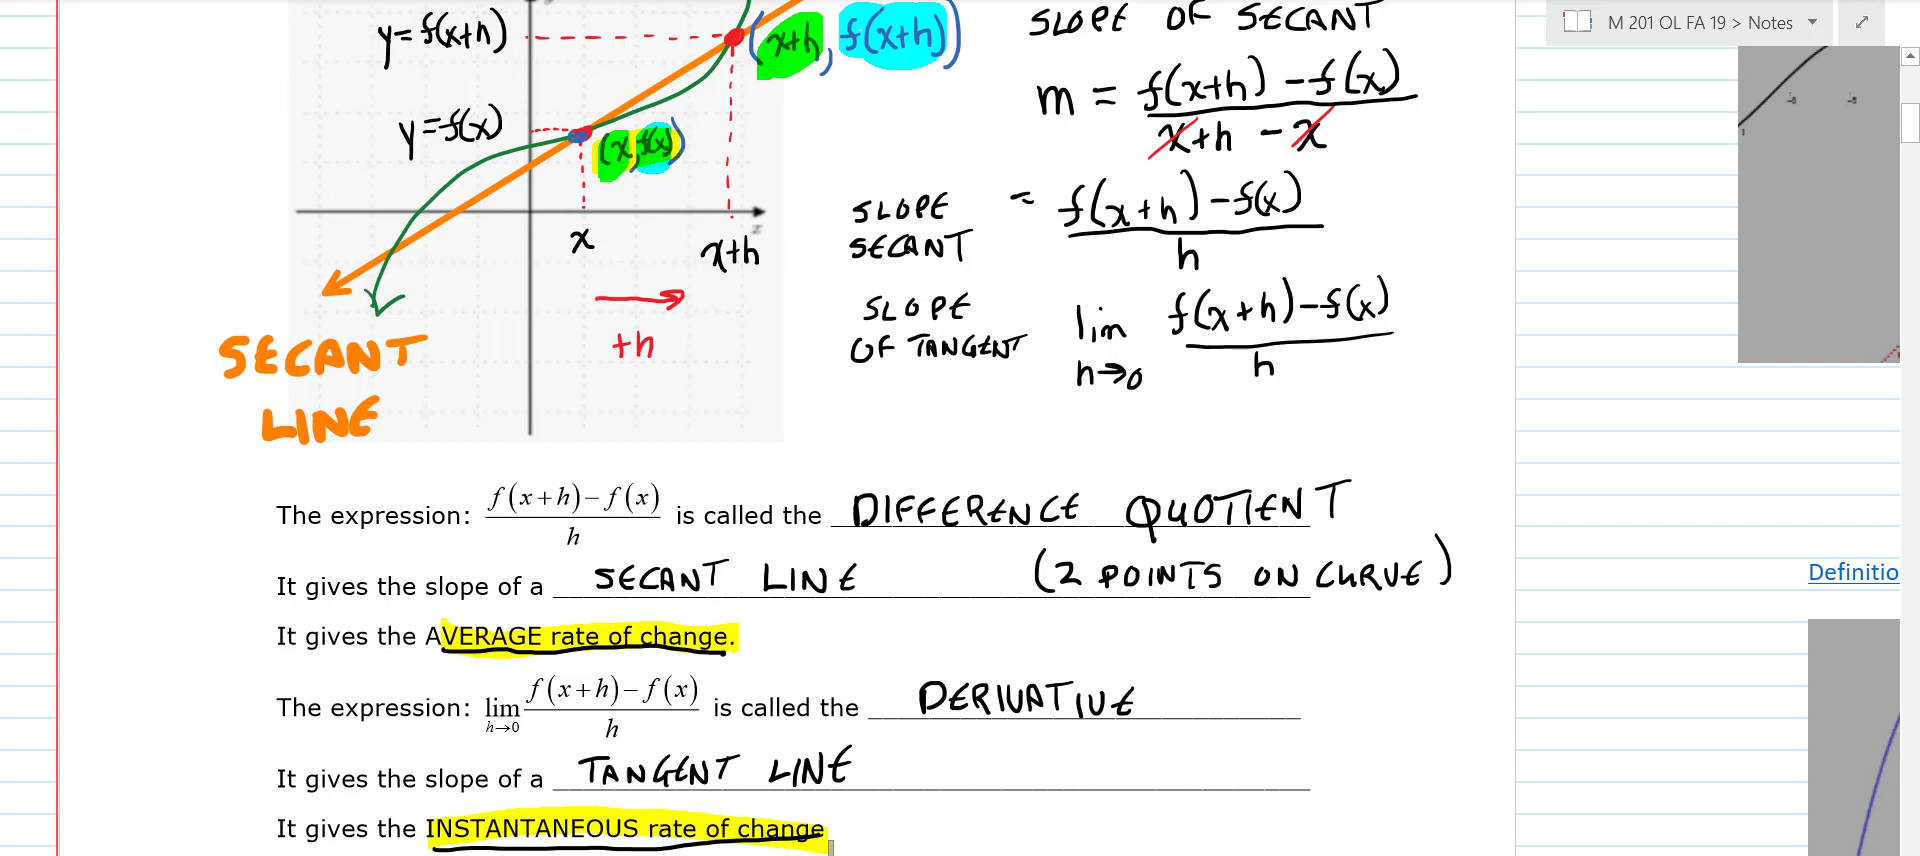 M 201 OL FA 19 > Notes
y=f(x+h)
(x+h, f(x+h))
y=f(x)
(x, f(x))
x
x+h
+h
SECANT
LINE
SLOPE OF SECANT
m = f(x+h) - f(x) / x+h - x
SLOPE
SECANT
= f(x+h) - f(x) / h
SLOPE
OF TANGENT
lim h→0 f(x+h) - f(x) / h
The expression: f(x+h)-f(x) / h is called the DIFFERENCE QUOTIENT
It gives the slope of a SECANT LINE (2 POINTS ON CURVE)
It gives the AVERAGE rate of change.
The expression: lim h→0 f(x+h)-f(x) / h is called the DERIVATIVE
It gives the slope of a TANGENT LINE
It gives the INSTANTANEOUS rate of change
Definitio